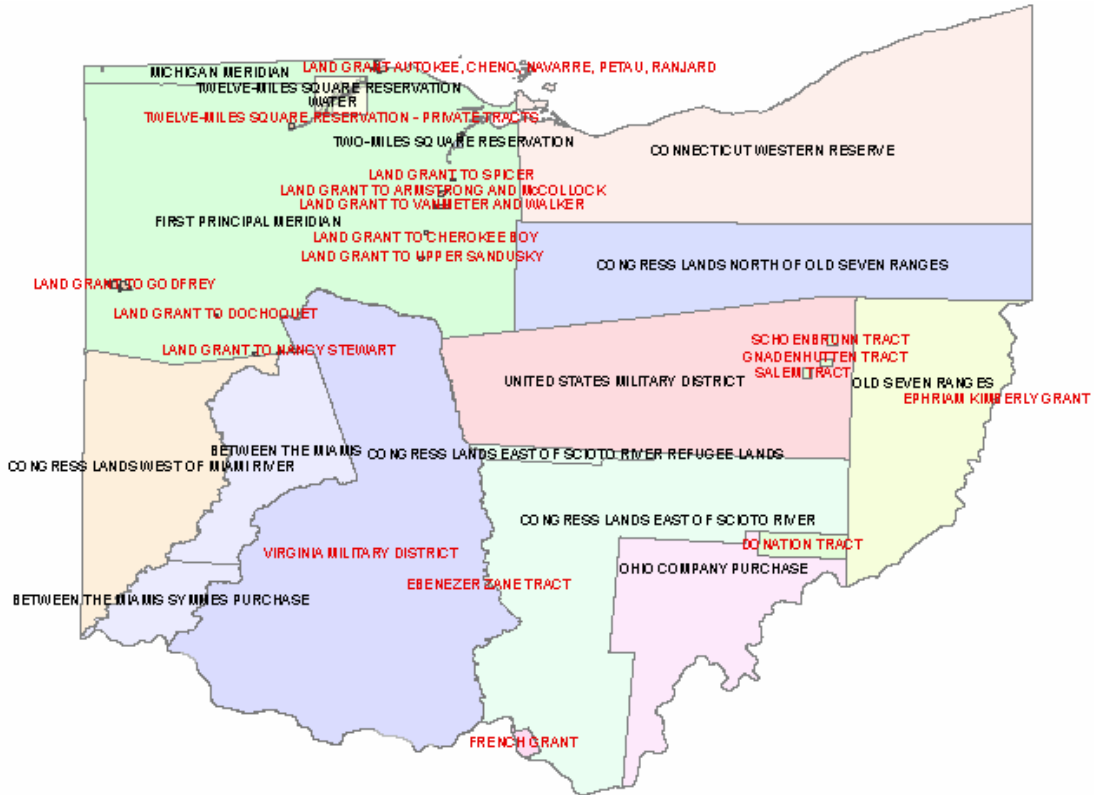 MICHIGAN MERIDIAN
LAND GRANT AUTOKEE, CHENO, NAVARRE, PETAU, RANJARD
TWELVE-MILES SQUARE RESERVATION
WATER
TWELVE-MILES SQUARE RESERVATION - PRIVATE TRACTS
TWO-MILES SQUARE RESERVATION
CONNECTICUT WESTERN RESERVE
LAND GRANT TO SPICER
LAND GRANT TO ARMSTRONG AND McCOLLOCK
LAND GRANT TO VANMETER AND WALKER
FIRST PRINCIPAL MERIDIAN
LAND GRANT TO CHEROKEE BOY
LAND GRANT TO UPPER SANDUSKY
CONGRESS LANDS NORTH OF OLD SEVEN RANGES
LAND GRANT TO GODFREY
LAND GRANT TO DOCHOQUET
LAND GRANT TO NANCY STEWART
SCHOENBRUNN TRACT
GNADENHUTTEN TRACT
SALEM TRACT
UNITED STATES MILITARY DISTRICT
OLD SEVEN RANGES
EPHRIAM KIMBERLY GRANT
BETWEEN THE MIAMIS
CONGRESS LANDS EAST OF SCIOTO RIVER REFUGEE LANDS
CONGRESS LANDS WEST OF MIAMI RIVER
CONGRESS LANDS EAST OF SCIOTO RIVER
DONATION TRACT
VIRGINIA MILITARY DISTRICT
OHIO COMPANY PURCHASE
EBENEZER ZANE TRACT
BETWEEN THE MIAMIS SYMMES PURCHASE
FRENCH GRANT